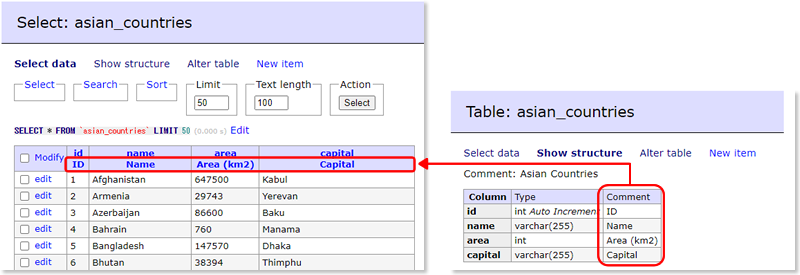 Select: asian_countries
Select data Show structure Alter table New item
Select Search Sort Limit Text length Action
50 100 Select
SELECT * FROM `asian_countries` LIMIT 50 (0.000 s) Edit
Modify id name area capital
ID Name Area (km2) Capital
edit 1 Afghanistan 647500 Kabul
edit 2 Armenia 29743 Yerevan
edit 3 Azerbaijan 86600 Baku
edit 4 Bahrain 760 Manama
edit 5 Bangladesh 147570 Dhaka
edit 6 Bhutan 38394 Thimphu
Table: asian_countries
Select data Show structure Alter table New item
Comment: Asian Countries
Column Type Comment
id int Auto Increment ID
name varchar(255) Name
area int Area (km2)
capital varchar(255) Capital